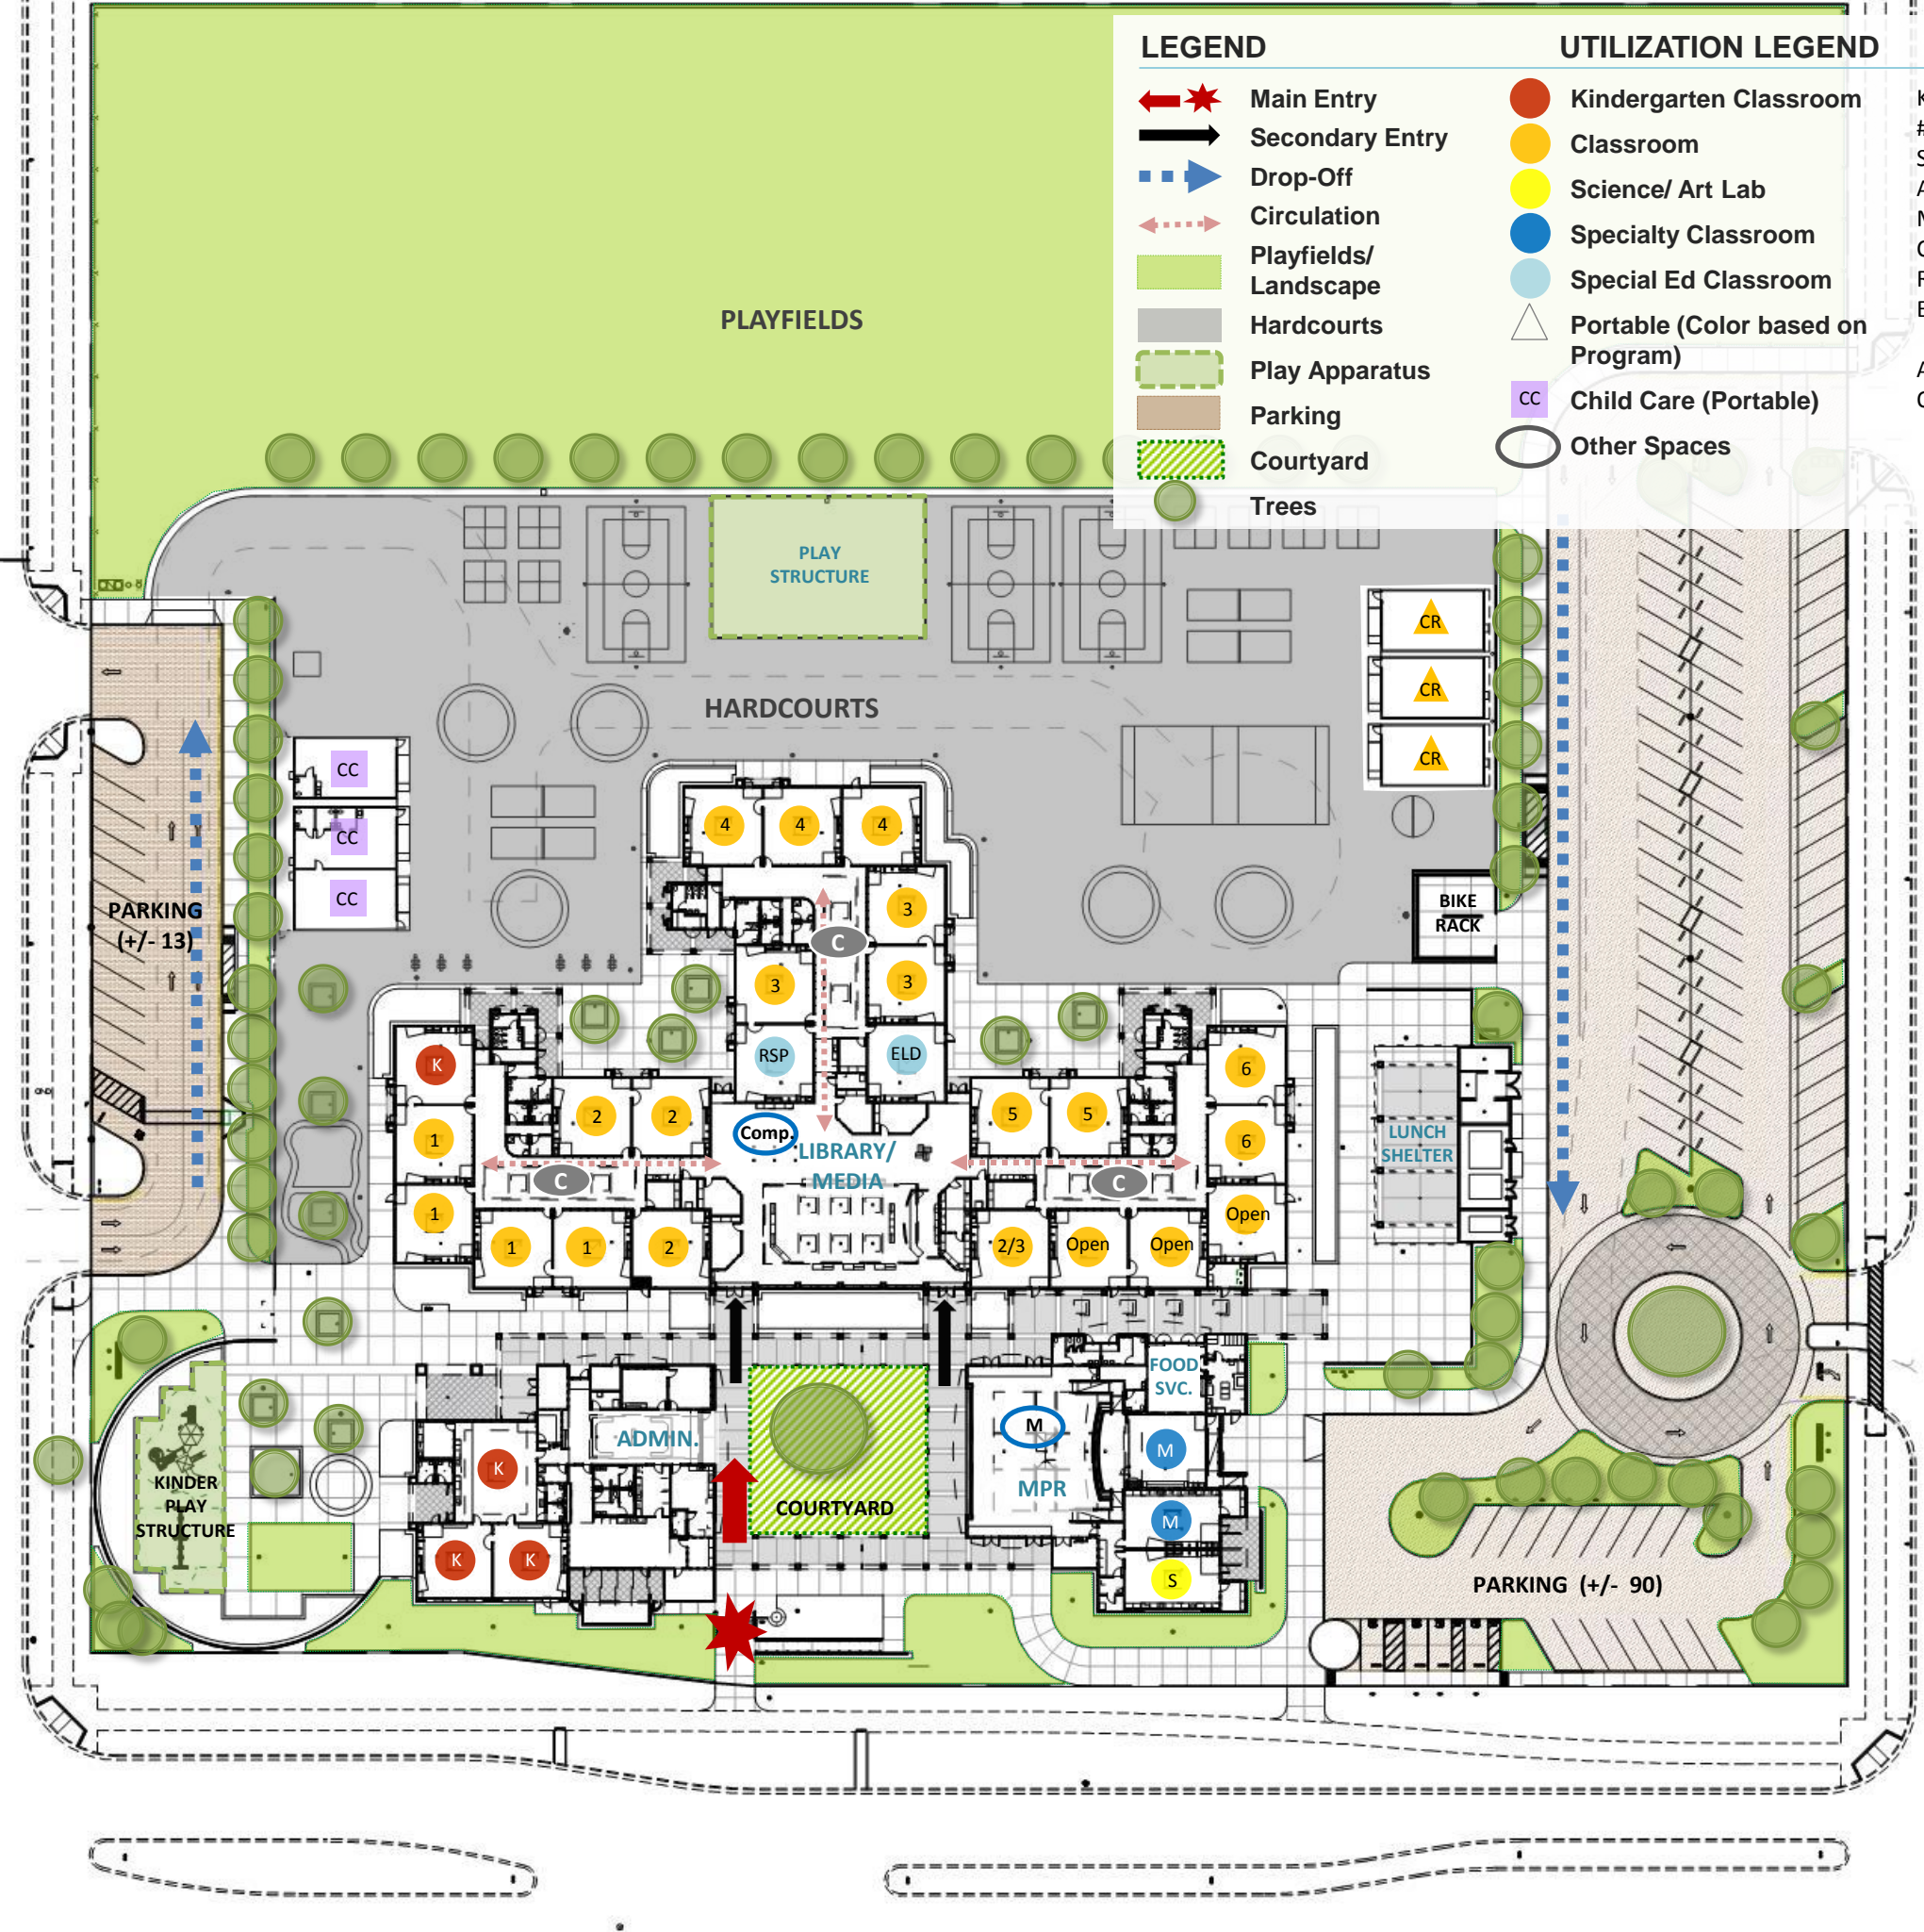 LEGEND
Main Entry
Secondary Entry
Drop-Off
Circulation
Playfields/
Landscape
Hardcourts
Play Apparatus
Parking
Courtyard
Trees
UTILIZATION LEGEND
Kindergarten Classroom
Classroom
Science/ Art Lab
Specialty Classroom
Special Ed Classroom
Portable (Color based on
Program)
CC
Child Care (Portable)
Other Spaces
PLAYFIELDS
PLAY
STRUCTURE
HARDCOURTS
CR
CR
CR
CC
CC
CC
PARKING
(+/- 13)
BIKE
RACK
4
4
4
3
C
3
3
RSP
ELD
K
1
1
2
2
Comp.
LIBRARY/
MEDIA
C
1
1
2
5
5
6
6
Open
C
2/3
Open
Open
LUNCH
SHELTER
FOOD
SVC.
ADMIN.
M
MPR
M
M
S
COURTYARD
K
K
K
KINDER
PLAY
STRUCTURE
PARKING (+/- 90)